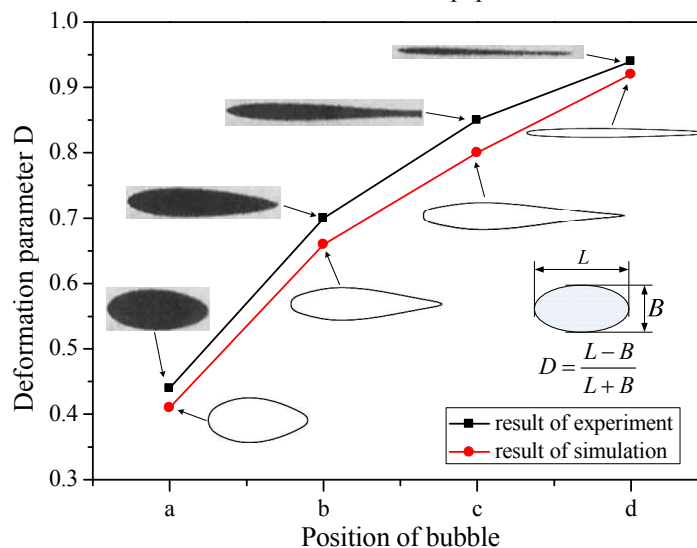 1.0
0.9
0.8
0.7
0.6
0.5
0.4
0.3
Deformation parameter D
L
B
D = \frac{L - B}{L + B}
result of experiment
result of simulation
a b c d
Position of bubble